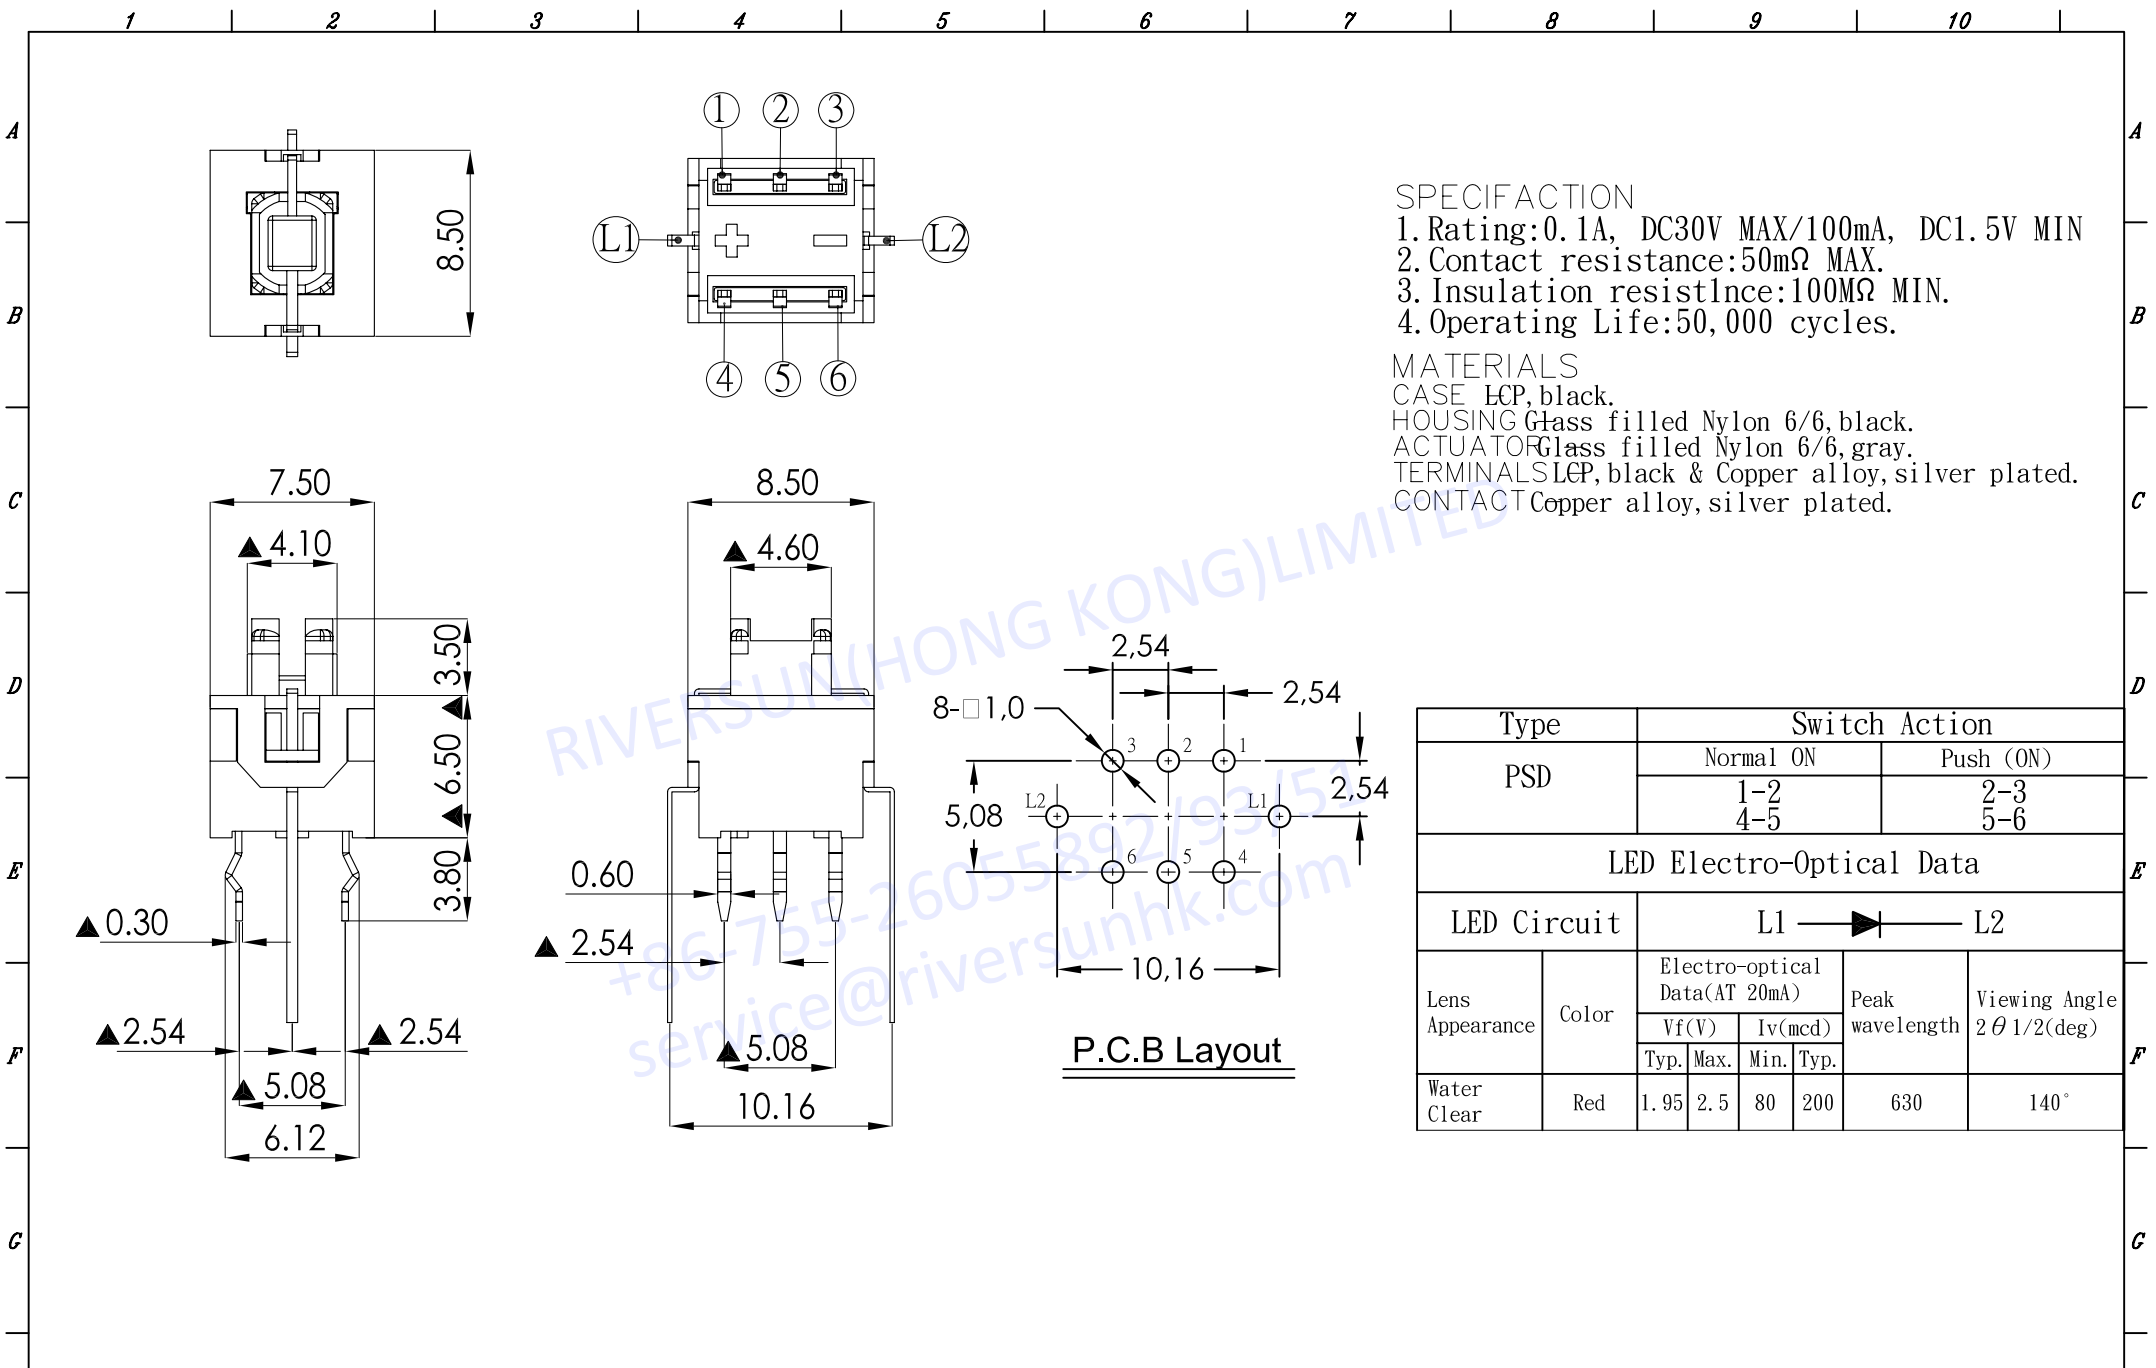 1 2 3 4 5 6 7 8 9 10
A A
B B
C C
D D
E E
F F
G G
8.50
① ② ③
L1 L2
④ ⑤ ⑥
SPECIFACTION
1.Rating:0.1A, DC30V MAX/100mA, DC1.5V MIN
2.Contact resistance:50mΩ MAX.
3.Insulation resist1nce:100MΩ MIN.
4.Operating Life:50,000 cycles.
MATERIALS
CASE LCP,black.
HOUSING Glass filled Nylon 6/6,black.
ACTUATOR Glass filled Nylon 6/6,gray.
TERMINALS LCP,black & Copper alloy,silver plated.
CONTACT Copper alloy,silver plated.
7.50
▲ 4.10
3.50
▲ 6.50 ▲
3.80
▲ 0.30
▲ 2.54
▲ 2.54
▲ 5.08
6.12
8.50
▲ 4.60
0.60
▲ 2.54
▲ 5.08
10.16
2,54
2,54
8-□1,0
3 2 1
5,08
L2 L1
2,54
6 5 4
10,16
P.C.B Layout
RIVERSUN(HONG KONG)LIMITED
+86-755-26055892/93/51
service@riversunhk.com
Type Switch Action
PSD Normal ON Push (ON)
1-2 2-3
4-5 5-6
LED Electro-Optical Data
LED Circuit L1 L2
Lens Appearance
Color
Electro-optical
Data(AT 20mA)
Vf(V) Iv(mcd)
Typ. Max. Min. Typ.
Peak
wavelength
Viewing Angle
2θ1/2(deg)
Water
Clear
Red 1.95 2.5 80 200 630 140°